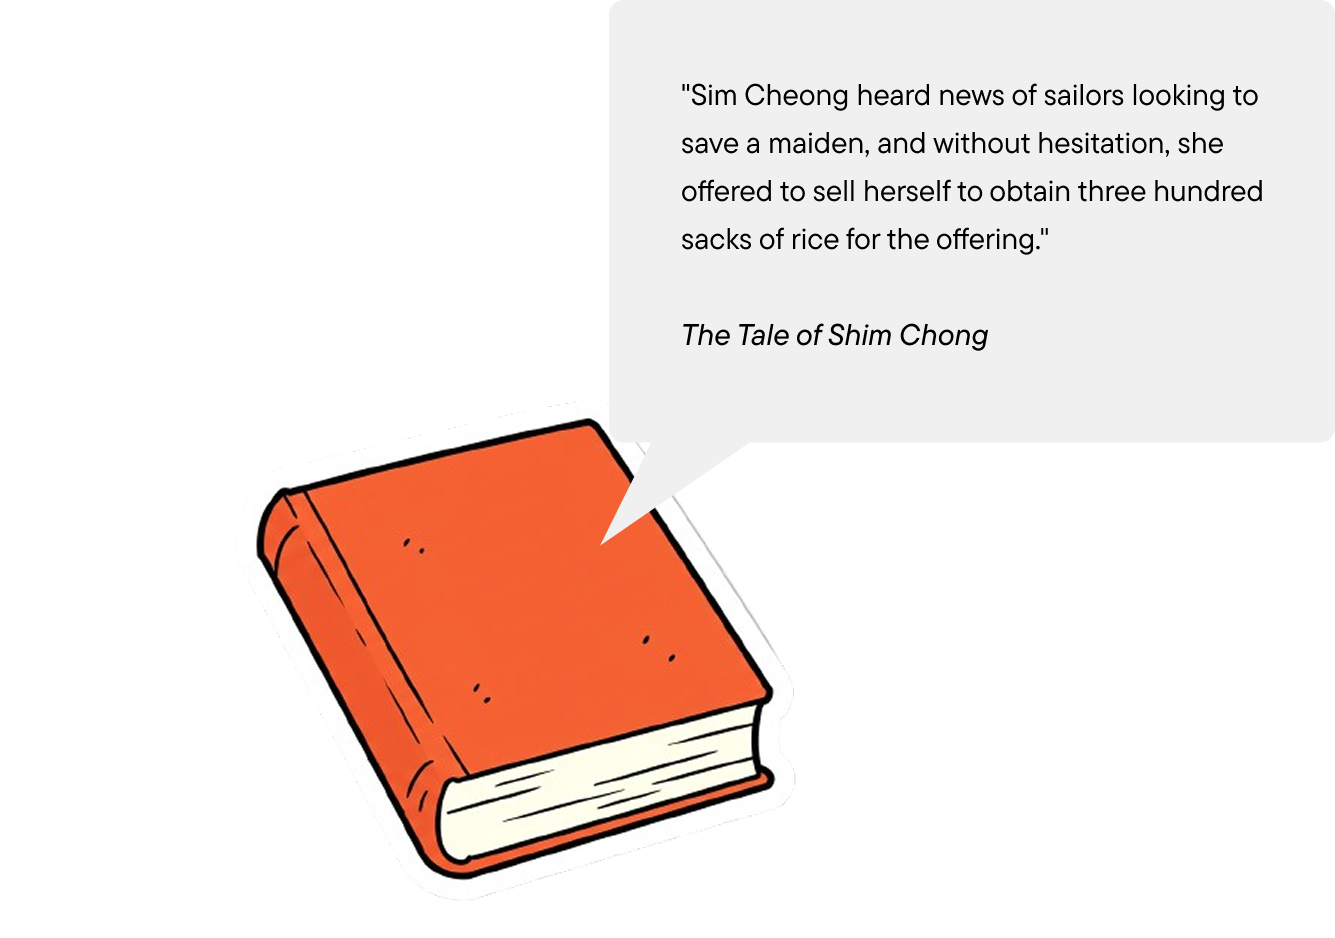 "Sim Cheong heard news of sailors looking to
save a maiden, and without hesitation, she
offered to sell herself to obtain three hundred
sacks of rice for the offering."
The Tale of Shim Chong